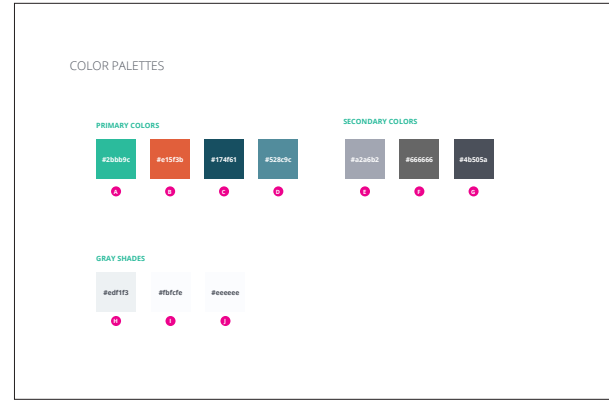 COLOR PALETTES
PRIMARY COLORS
SECONDARY COLORS
#2bbb9c #e15f3b #174f61 #528c9c #a2a6b2 #666666 #4b505a
A B C D E F G
GRAY SHADES
#edf1f3 #fbfcfe #eeeeee
H I J